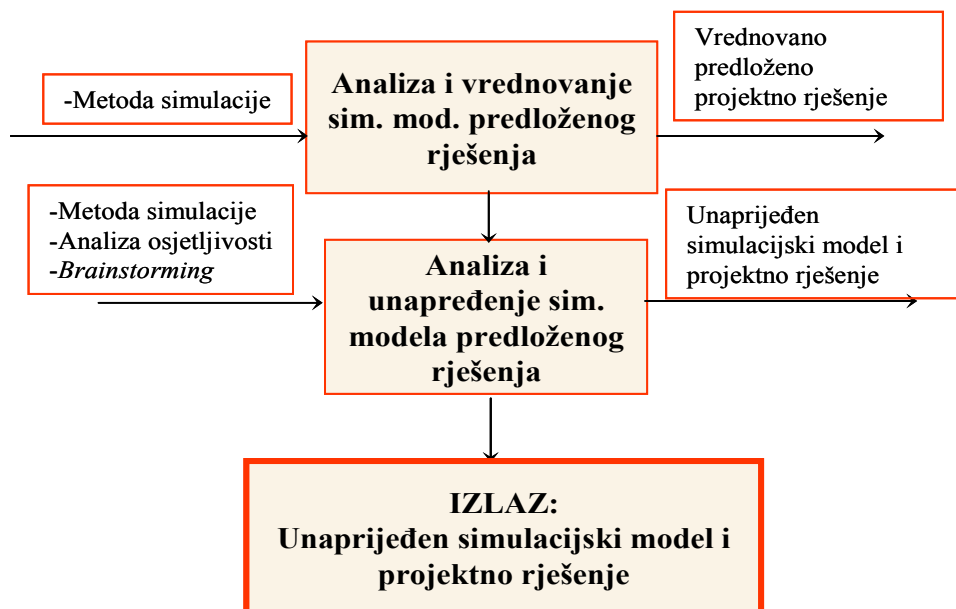 -Metoda simulacije
Analiza i vrednovanje
sim. mod. predloženog
rješenja
Vrednovano
predloženo
projektno rješenje
-Metoda simulacije
-Analiza osjetljivosti
-Brainstorming
Analiza i
unapređenje sim.
modela predloženog
rješenja
Unaprijeđen
simulacijski model i
projektno rješenje
IZLAZ:
Unaprijeđen simulacijski model i
projektno rješenje